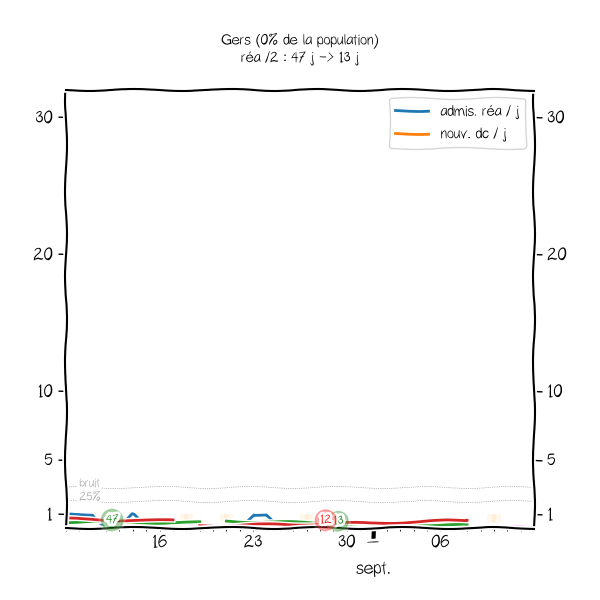 Gers (0% de la population)
réa /2 : 47 j -> 13 j
admis. réa / j
nouv. dc / j
30 30
20 20
10 10
5 5
bruit
25%
1 47 12 13 1
16 23 30 06
sept.